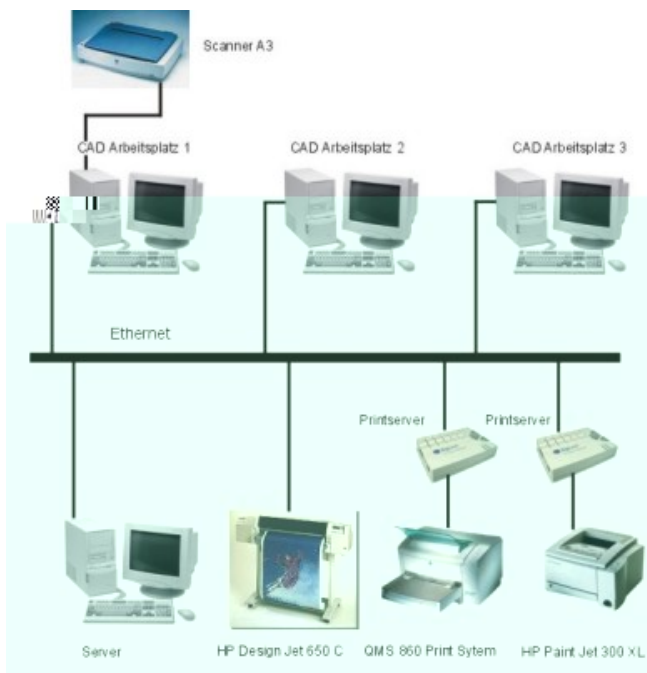 Scanner A3
CAD Arbeitsplatz 1
CAD Arbeitsplatz 2
CAD Arbeitsplatz 3
Ethernet
Printserver
Printserver
Server
HP Design Jet 650 C
QMS 860 Print Sytem
HP Paint Jet 300 XL